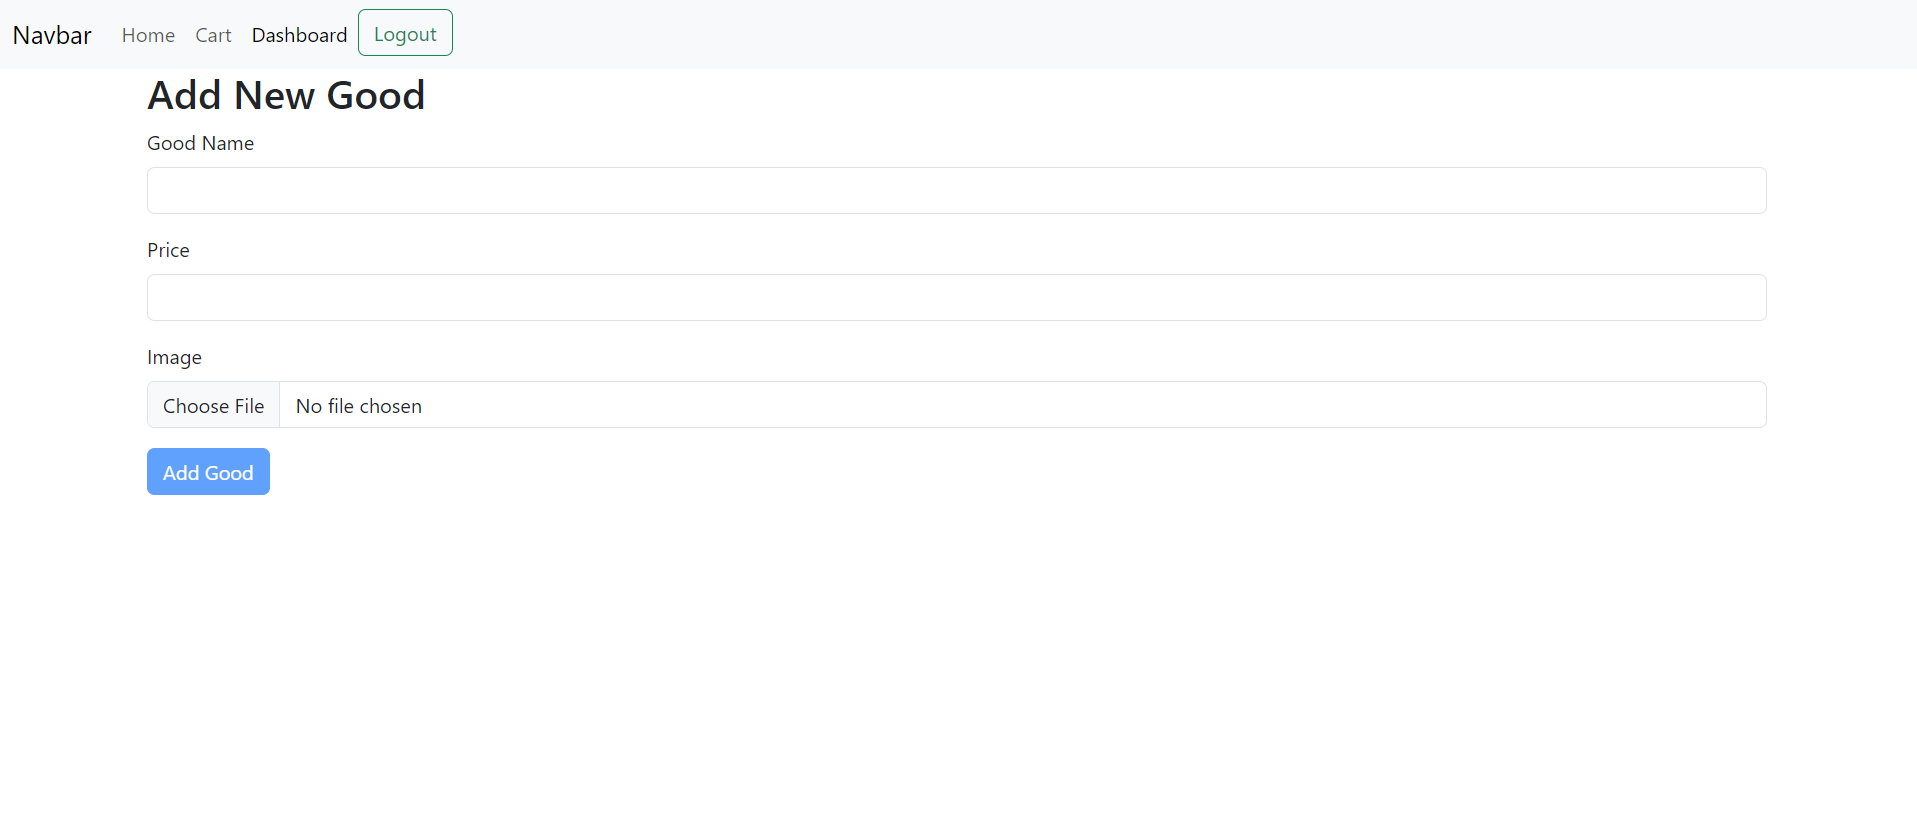 Navbar Home Cart Dashboard Logout
Add New Good
Good Name
Price
Image
Choose File No file chosen
Add Good